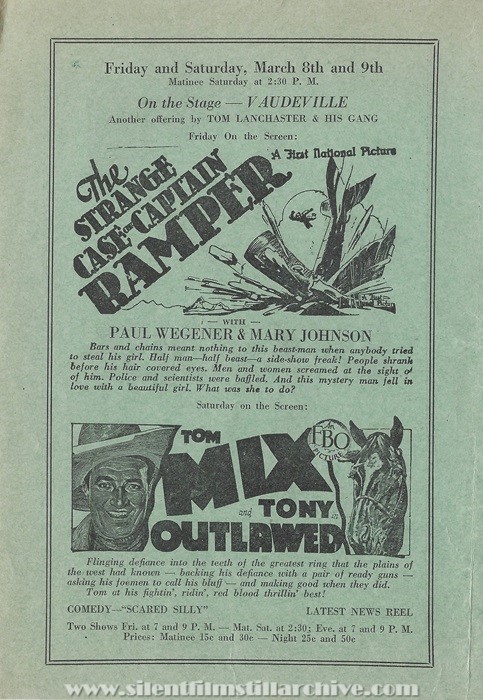 Friday and Saturday, March 8th and 9th
Matinee Saturday at 2:30 P. M.
On the Stage — VAUDEVILLE
Another offering by TOM LANCHASTER & HIS GANG
Friday On the Screen:
A First National Picture
The
STRANGE
CASE OF CAPTAIN
RAMPER
— WITH —
PAUL WEGENER & MARY JOHNSON
Bars and chains meant nothing to this beast-man when anybody tried
to steal his girl. Half man—half beast—a side-show freak! People shrank
before his hair covered eyes. Men and women screamed at the sight of
of him. Police and scientists were baffled. And this mystery man fell in
love with a beautiful girl. What was she to do?
Saturday on the Screen:
TOM
MIX
and TONY in
OUTLAWED
An
FBO
PICTURE
Flinging defiance into the teeth of the greatest ring that the plains of
the west had known — backing his defiance with a pair of ready guns —
asking his foemen to call his bluff — and making good when they did.
Tom at his fightin', ridin', red blood thrillin' best!
COMEDY—"SCARED SILLY" LATEST NEWS REEL
Two Shows Fri. at 7 and 9 P. M. — Mat. Sat. at 2:30; Eve. at 7 and 9 P. M.
Prices: Matinee 15c and 30c — Night 25c and 50c
www.silentfilmstillarchive.com